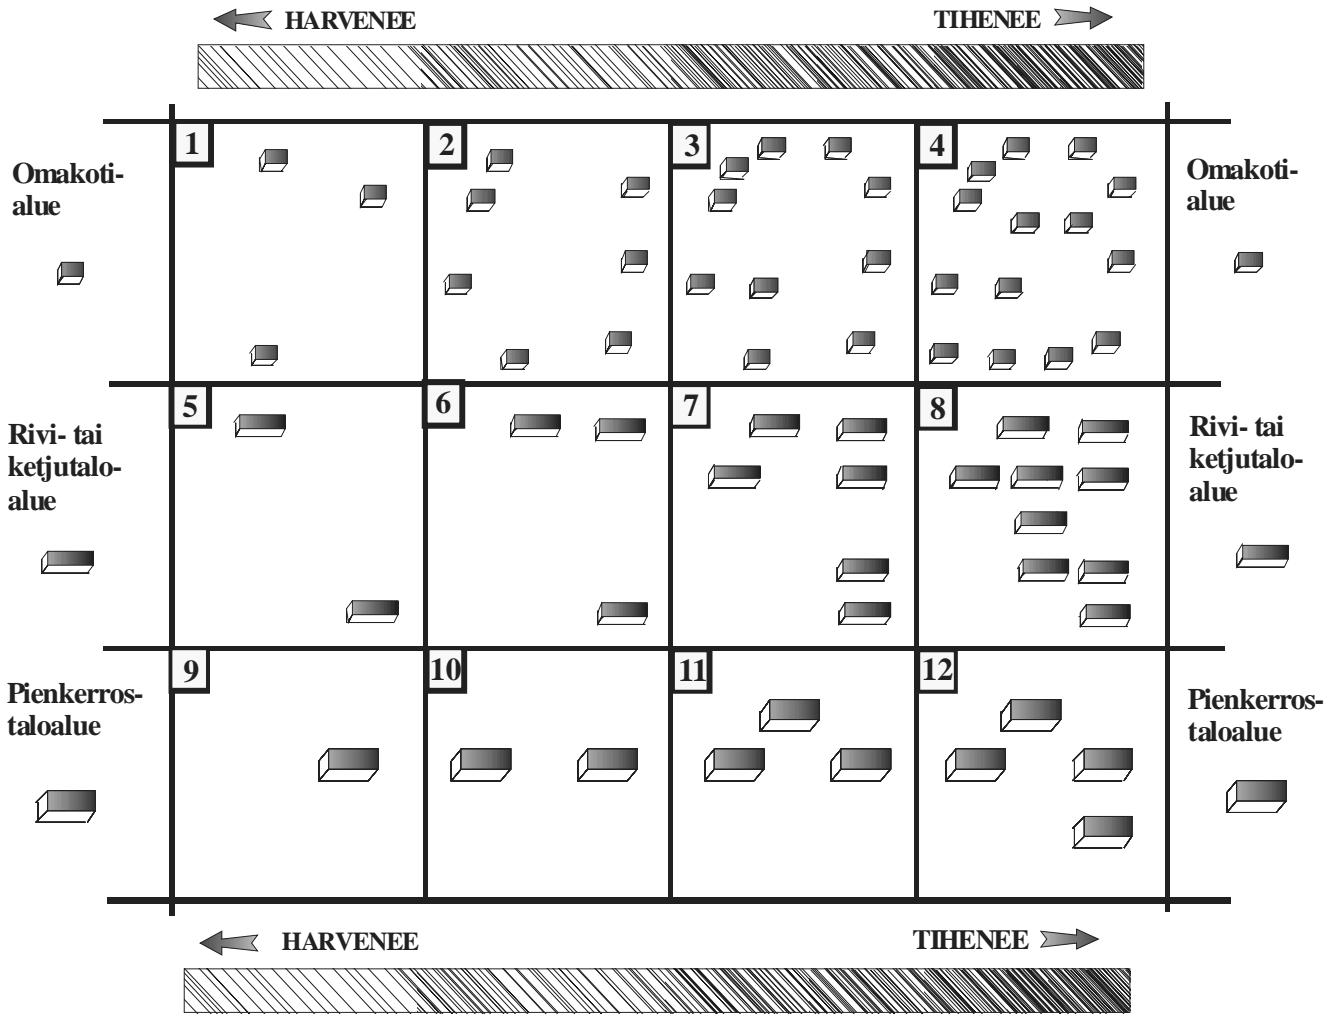 HARVENEE
TIHENEE
1
2
3
4
Omakoti-
alue
Omakoti-
alue
5
6
7
8
Rivi- tai
ketjutalo-
alue
Rivi- tai
ketjutalo-
alue
9
10
11
12
Pienkerros-
taloalue
Pienkerros-
taloalue
HARVENEE
TIHENEE